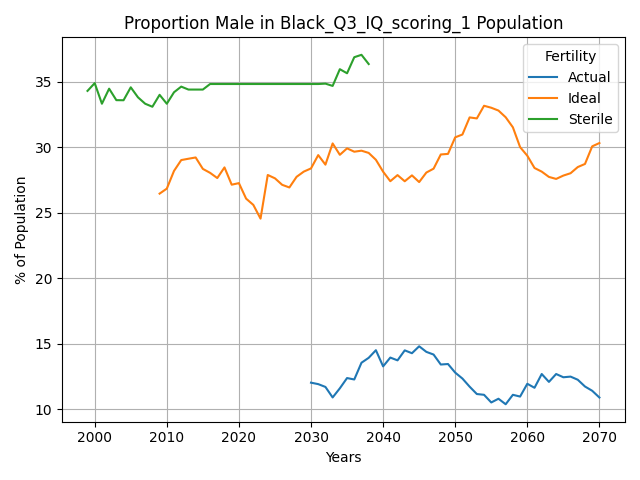 Proportion Male in Black_Q3_IQ_scoring_1 Population
% of Population
35
30
25
20
15
10
Fertility
Actual
Ideal
Sterile
2000 2010 2020 2030 2040 2050 2060 2070
Years